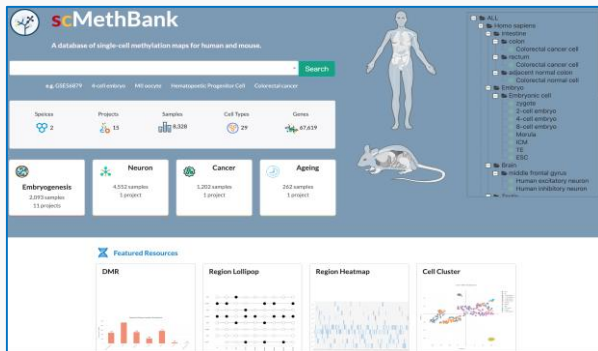 scMethBank
A database of single-cell methylation maps for human and mouse.
Search
e.g. GSE56879 4-cell embryo MII oocyte Hematopoietic Progenitor Cell Colorectal cancer
Species Projects Samples Cell Types Genes
2 15 8,328 29 67,619
Embryogenesis
2,093 samples
11 projects
Neuron
4,552 samples
1 project
Cancer
1,202 samples
1 project
Ageing
262 samples
1 project
ALL
Homo sapiens
intestine
colon
Colorectal cancer cell
rectum
Colorectal cancer cell
adjacent normal colon
Colorectal normal cell
Embryo
Embryonic cell
zygote
2-cell embryo
4-cell embryo
8-cell embryo
Morula
ICM
TE
ESC
Brain
middle frontal gyrus
Human excitatory neuron
Human inhibitory neuron
Featured Resources
DMR
Region Lollipop
Region Heatmap
Cell Cluster